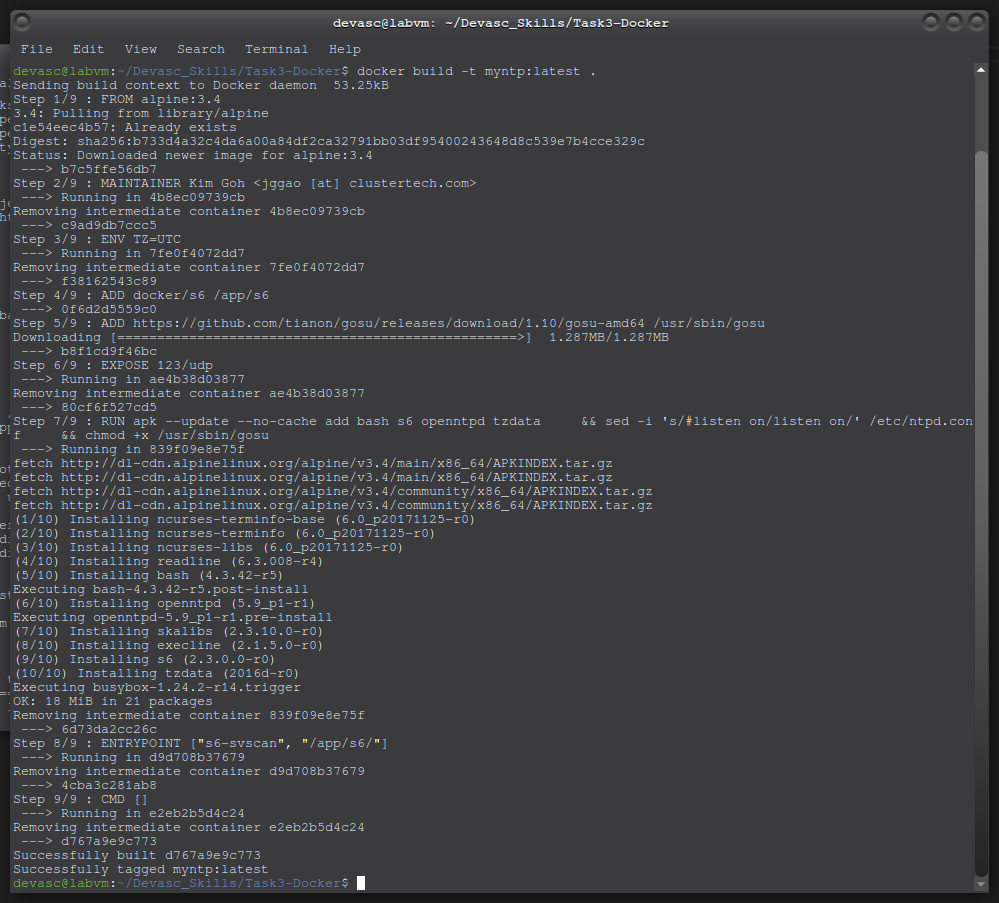 devasc@labvm: ~/Devasc_Skills/Task3-Docker
File Edit View Search Terminal Help
devasc@labvm:~/Devasc_Skills/Task3-Docker$ docker build -t myntp:latest .
Sending build context to Docker daemon  53.25kB
Step 1/9 : FROM alpine:3.4
3.4: Pulling from library/alpine
c1e54eec4b57: Already exists
Digest: sha256:b733d4a32c4da6a00a84df2ca32791bb03df95400243648d8c539e7b4cce329c
Status: Downloaded newer image for alpine:3.4
 ---> b7c5ffe56db7
Step 2/9 : MAINTAINER Kim Goh <jggao [at] clustertech.com>
 ---> Running in 4b8ec09739cb
Removing intermediate container 4b8ec09739cb
 ---> c9ad9db7ccc5
Step 3/9 : ENV TZ=UTC
 ---> Running in 7fe0f4072dd7
Removing intermediate container 7fe0f4072dd7
 ---> f38162543c89
Step 4/9 : ADD docker/s6 /app/s6
 ---> 0f6d2d5559c0
Step 5/9 : ADD https://github.com/tianon/gosu/releases/download/1.10/gosu-amd64 /usr/sbin/gosu
Downloading [==================================================>]  1.287MB/1.287MB
 ---> b8f1cd9f46bc
Step 6/9 : EXPOSE 123/udp
 ---> Running in ae4b38d03877
Removing intermediate container ae4b38d03877
 ---> 80cf6f527cd5
Step 7/9 : RUN apk --update --no-cache add bash s6 openntpd tzdata     && sed -i 's/#listen on/listen on/' /etc/ntpd.con
f     && chmod +x /usr/sbin/gosu
 ---> Running in 839f09e8e75f
fetch http://dl-cdn.alpinelinux.org/alpine/v3.4/main/x86_64/APKINDEX.tar.gz
fetch http://dl-cdn.alpinelinux.org/alpine/v3.4/main/x86_64/APKINDEX.tar.gz
fetch http://dl-cdn.alpinelinux.org/alpine/v3.4/community/x86_64/APKINDEX.tar.gz
fetch http://dl-cdn.alpinelinux.org/alpine/v3.4/community/x86_64/APKINDEX.tar.gz
(1/10) Installing ncurses-terminfo-base (6.0_p20171125-r0)
(2/10) Installing ncurses-terminfo (6.0_p20171125-r0)
(3/10) Installing ncurses-libs (6.0_p20171125-r0)
(4/10) Installing readline (6.3.008-r4)
(5/10) Installing bash (4.3.42-r5)
Executing bash-4.3.42-r5.post-install
(6/10) Installing openntpd (5.9_p1-r1)
Executing openntpd-5.9_p1-r1.pre-install
(7/10) Installing skalibs (2.3.10.0-r0)
(8/10) Installing execline (2.1.5.0-r0)
(9/10) Installing s6 (2.3.0.0-r0)
(10/10) Installing tzdata (2016d-r0)
Executing busybox-1.24.2-r14.trigger
OK: 18 MiB in 21 packages
Removing intermediate container 839f09e8e75f
 ---> 6d73da2cc26c
Step 8/9 : ENTRYPOINT ["s6-svscan", "/app/s6/"]
 ---> Running in d9d708b37679
Removing intermediate container d9d708b37679
 ---> 4cba3c281ab8
Step 9/9 : CMD []
 ---> Running in e2eb2b5d4c24
Removing intermediate container e2eb2b5d4c24
 ---> d767a9e9c773
Successfully built d767a9e9c773
Successfully tagged myntp:latest
devasc@labvm:~/Devasc_Skills/Task3-Docker$